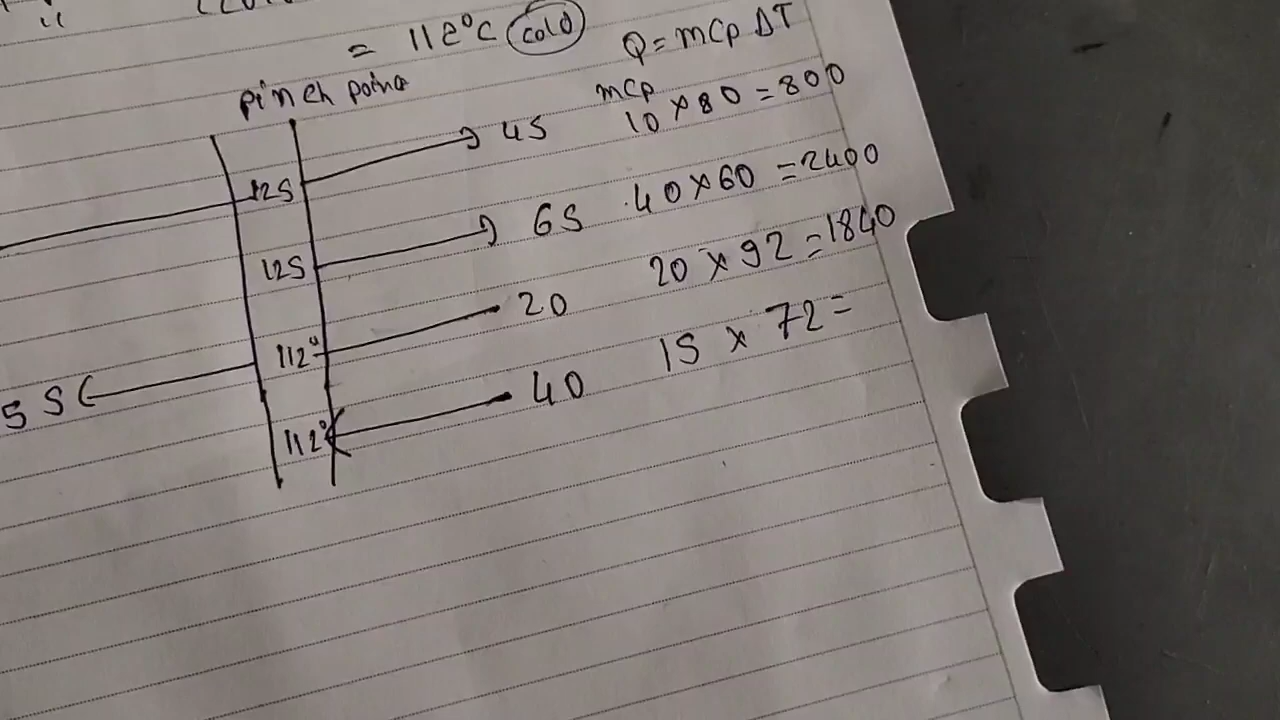 = 112°C cold
Q = mcp ΔT
pinch point
mcp
125 45 10 × 80 = 800
125 65 40 × 60 = 2400
112° 20 20 × 92 = 1840
55 112° 40 15 × 72 =